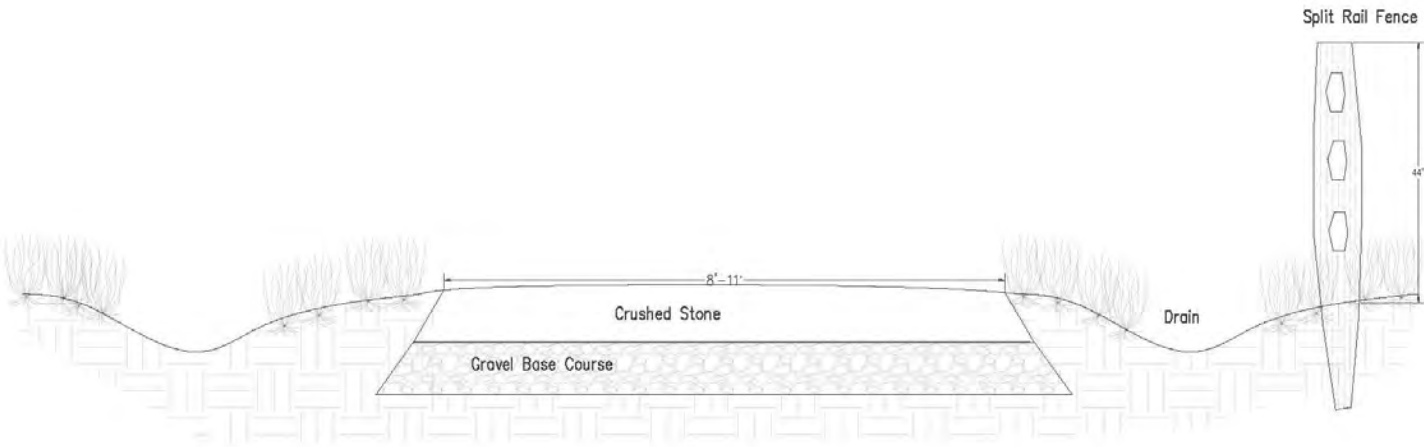 Split Rail Fence
44"
8'-11'
Crushed Stone
Drain
Gravel Base Course